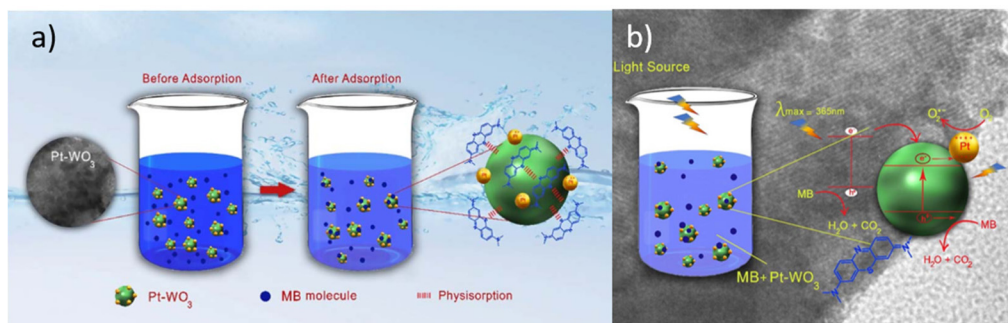 a)
Before Adsorption
After Adsorption
Pt-WO₃
Pt-WO₃
MB molecule
Physisorption
b)
Light Source
λmax = 365nm
O₂
Pt
e⁻
e⁻
MB
h⁺
h⁺
MB
H₂O + CO₂
H₂O + CO₂
MB+Pt-WO₃